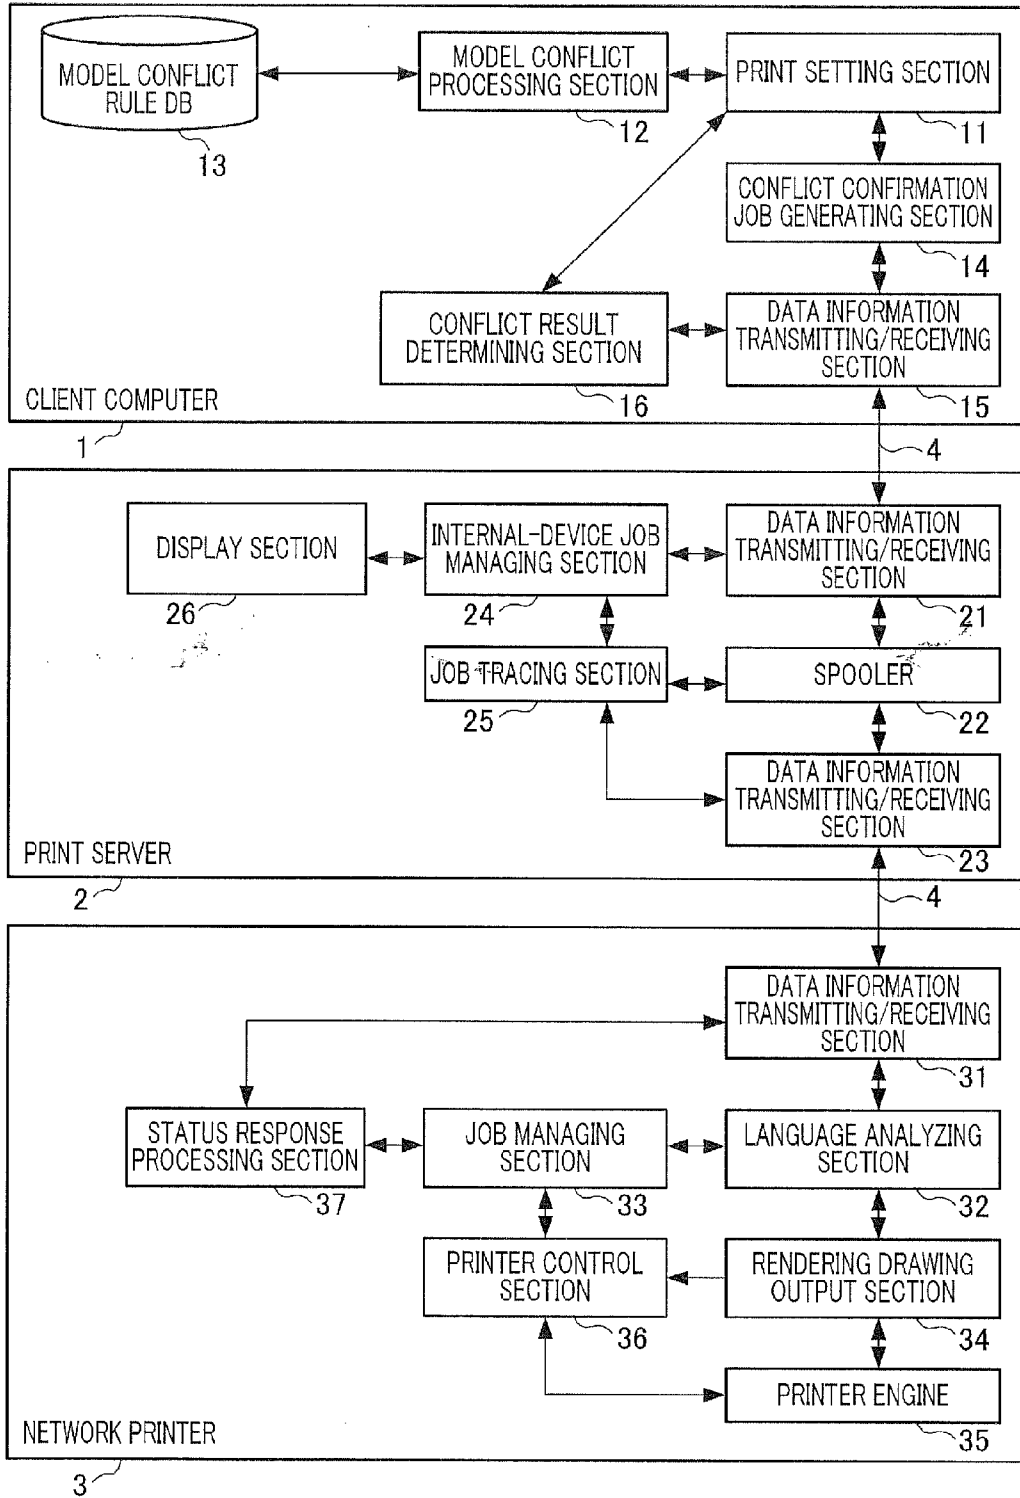 MODEL CONFLICT
RULE DB
13
MODEL CONFLICT
PROCESSING SECTION
12
PRINT SETTING SECTION
11
CONFLICT CONFIRMATION
JOB GENERATING SECTION
14
CONFLICT RESULT
DETERMINING SECTION
16
DATA INFORMATION
TRANSMITTING/RECEIVING
SECTION
15
CLIENT COMPUTER
1
4
DISPLAY SECTION
26
INTERNAL-DEVICE JOB
MANAGING SECTION
24
DATA INFORMATION
TRANSMITTING/RECEIVING
SECTION
21
JOB TRACING SECTION
25
SPOOLER
22
DATA INFORMATION
TRANSMITTING/RECEIVING
SECTION
23
PRINT SERVER
2
4
DATA INFORMATION
TRANSMITTING/RECEIVING
SECTION
31
STATUS RESPONSE
PROCESSING SECTION
37
JOB MANAGING
SECTION
33
LANGUAGE ANALYZING
SECTION
32
PRINTER CONTROL
SECTION
36
RENDERING DRAWING
OUTPUT SECTION
34
PRINTER ENGINE
35
NETWORK PRINTER
3